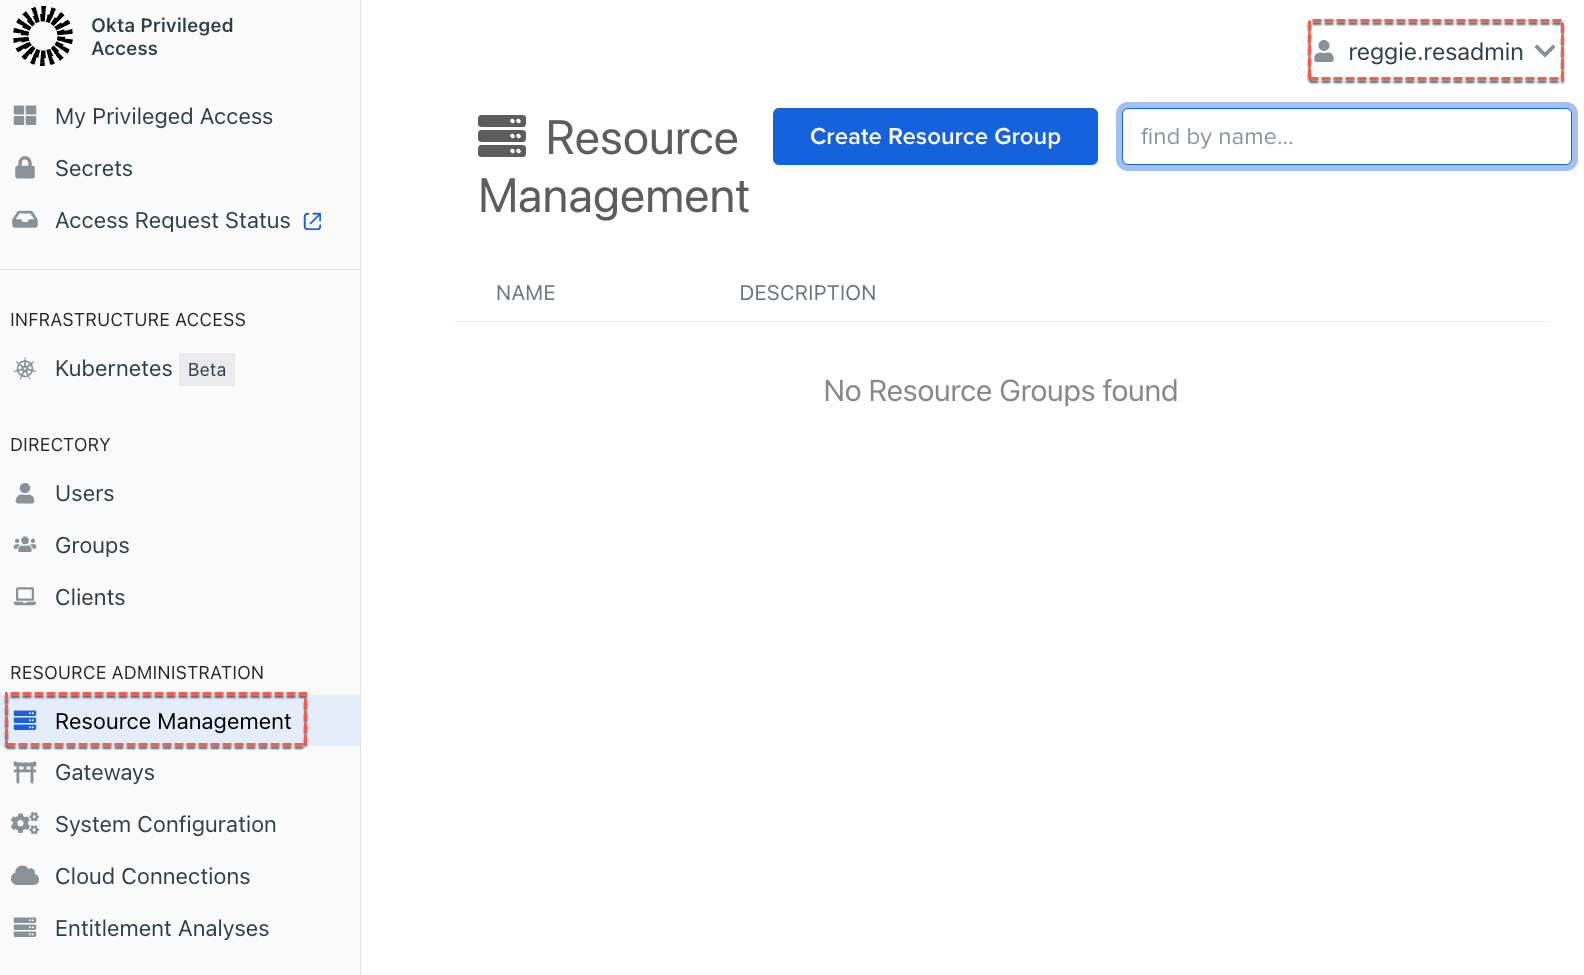 Okta Privileged
Access
My Privileged Access
Secrets
Access Request Status
INFRASTRUCTURE ACCESS
Kubernetes Beta
DIRECTORY
Users
Groups
Clients
RESOURCE ADMINISTRATION
Resource Management
Gateways
System Configuration
Cloud Connections
Entitlement Analyses
reggie.resadmin
Resource
Management
Create Resource Group
find by name...
NAME DESCRIPTION
No Resource Groups found